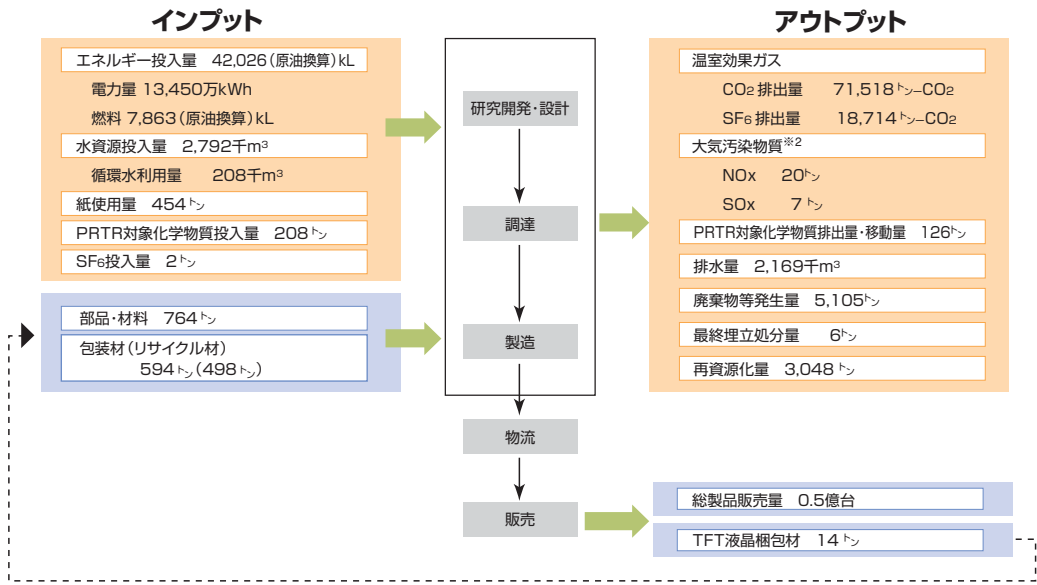 インプット
エネルギー投入量 42,026(原油換算)kL
電力量 13,450万kWh
燃料 7,863(原油換算)kL
水資源投入量 2,792千m³
循環水利用量 208千m³
紙使用量 454㌧
PRTR対象化学物質投入量 208㌧
SF₆投入量 2㌧
部品・材料 764㌧
包装材(リサイクル材)
594㌧(498㌧)
研究開発・設計
調達
製造
物流
販売
アウトプット
温室効果ガス
CO₂排出量 71,518㌧–CO₂
SF₆排出量 18,714㌧–CO₂
大気汚染物質※2
NOx 20㌧
SOx 7㌧
PRTR対象化学物質排出量・移動量 126㌧
排水量 2,169千m³
廃棄物等発生量 5,105㌧
最終埋立処分量 6㌧
再資源化量 3,048㌧
総製品販売量 0.5億台
TFT液晶梱包材 14㌧